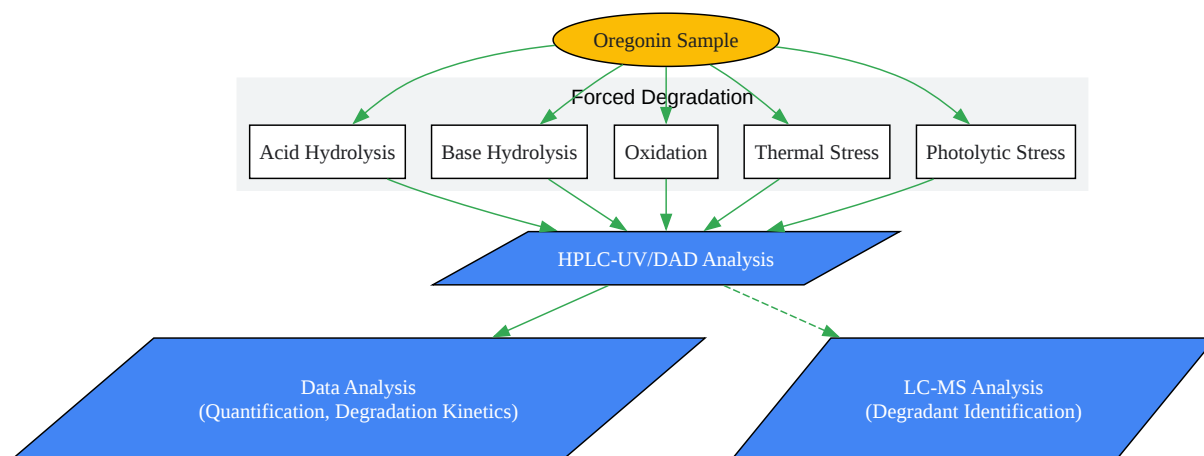 Oregonin Sample
Forced Degradation
Acid Hydrolysis
Base Hydrolysis
Oxidation
Thermal Stress
Photolytic Stress
HPLC-UV/DAD Analysis
Data Analysis
(Quantification, Degradation Kinetics)
LC-MS Analysis
(Degradant Identification)